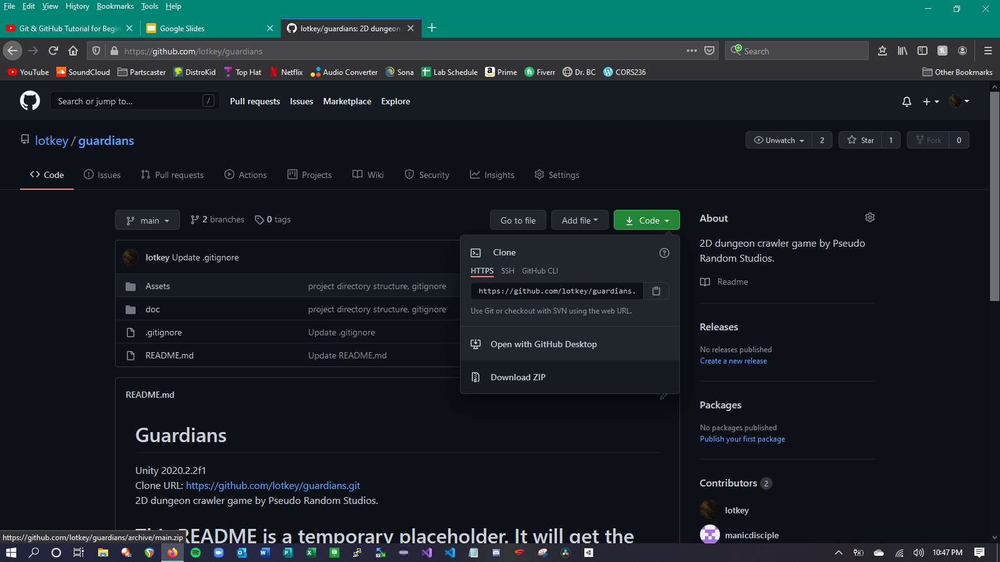 File Edit View History Bookmarks Tools Help
Git & GitHub Tutorial for Begin
Google Slides
lotkey/guardians: 2D dungeon
https://github.com/lotkey/guardians
Search
YouTube SoundCloud Partscaster DistroKid Top Hat Netflix Audio Converter Sona Lab Schedule Prime Fiverr Dr. BC CORS236 Other Bookmarks
Search or jump to... /
Pull requests Issues Marketplace Explore
lotkey / guardians
Unwatch 2 Star 1 Fork 0
Code Issues Pull requests Actions Projects Wiki Security Insights Settings
main 2 branches 0 tags Go to file Add file Code
lotkey Update .gitignore
Assets project directory structure, gitignore
doc project directory structure, gitignore
.gitignore Update .gitignore
README.md Update README.md
Clone
HTTPS SSH GitHub CLI
https://github.com/lotkey/guardians.
Use Git or checkout with SVN using the web URL.
Open with GitHub Desktop
Download ZIP
README.md
Guardians
Unity 2020.2.2f1
Clone URL: https://github.com/lotkey/guardians.git
2D dungeon crawler game by Pseudo Random Studios.
This README is a temporary placeholder. It will get the
About
2D dungeon crawler game by Pseudo
Random Studios.
Readme
Releases
No releases published
Create a new release
Packages
No packages published
Publish your first package
Contributors 2
lotkey
manicdisciple
https://github.com/lotkey/guardians/archive/main.zip
10:47 PM